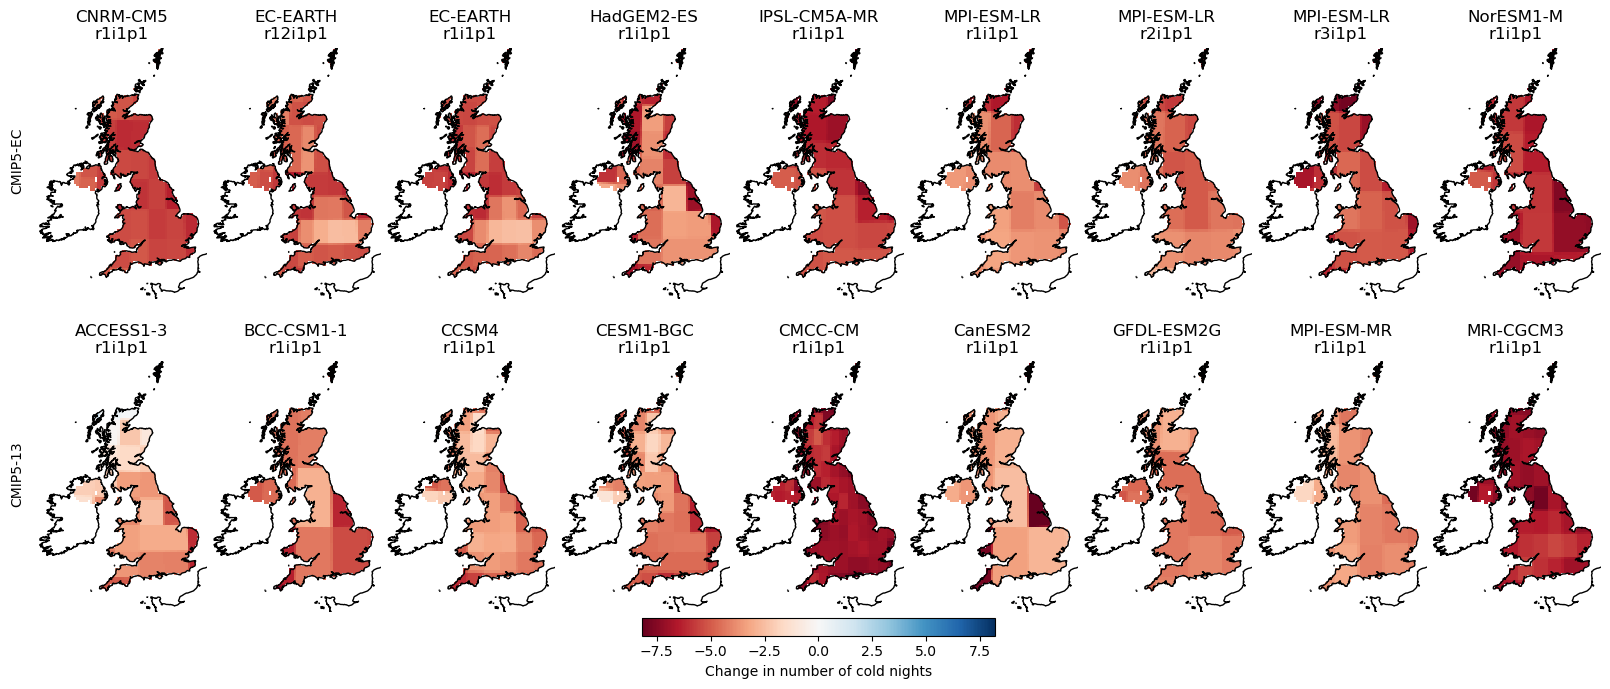 CNRM-CM5 EC-EARTH EC-EARTH HadGEM2-ES IPSL-CM5A-MR MPI-ESM-LR MPI-ESM-LR MPI-ESM-LR NorESM1-M
r1i1p1 r12i1p1 r1i1p1 r1i1p1 r1i1p1 r1i1p1 r2i1p1 r3i1p1 r1i1p1
CMIP5-EC
ACCESS1-3 BCC-CSM1-1 CCSM4 CESM1-BGC CMCC-CM CanESM2 GFDL-ESM2G MPI-ESM-MR MRI-CGCM3
r1i1p1 r1i1p1 r1i1p1 r1i1p1 r1i1p1 r1i1p1 r1i1p1 r1i1p1 r1i1p1
CMIP5-13
−7.5 −5.0 −2.5 0.0 2.5 5.0 7.5
Change in number of cold nights